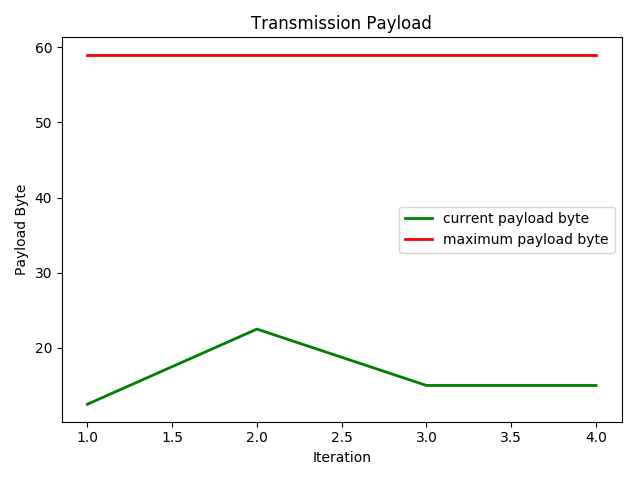 Transmission Payload
60
50
40
30
20
Payload Byte
current payload byte
maximum payload byte
1.0 1.5 2.0 2.5 3.0 3.5 4.0
Iteration